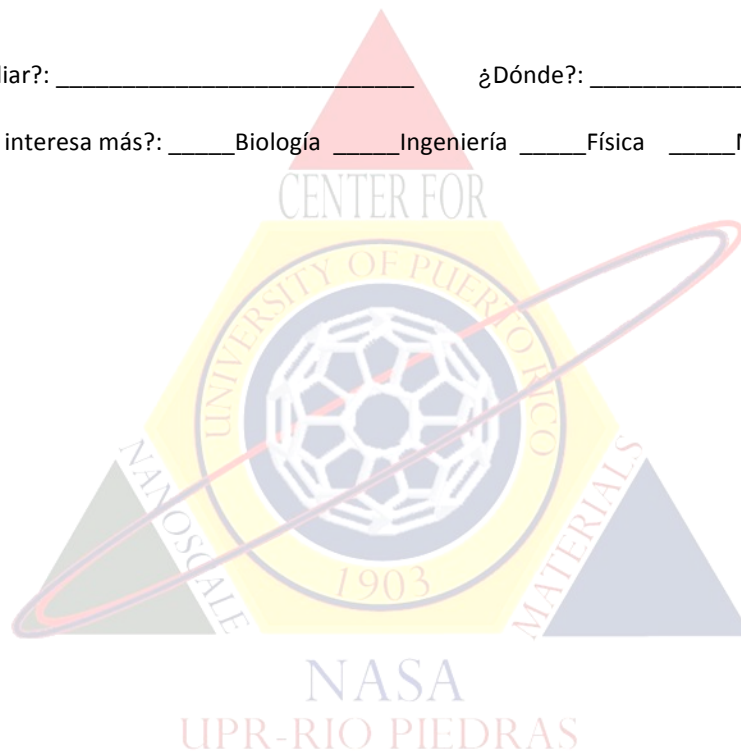 liar?: ___________________________ ¿Dónde?: ____________
interesa más?: _____Biología _____Ingeniería _____Física _____
CENTER FOR
UNIVERSITY OF PUERTO RICO
NANOSCALE
MATERIALS
1903
NASA
UPR-RIO PIEDRAS